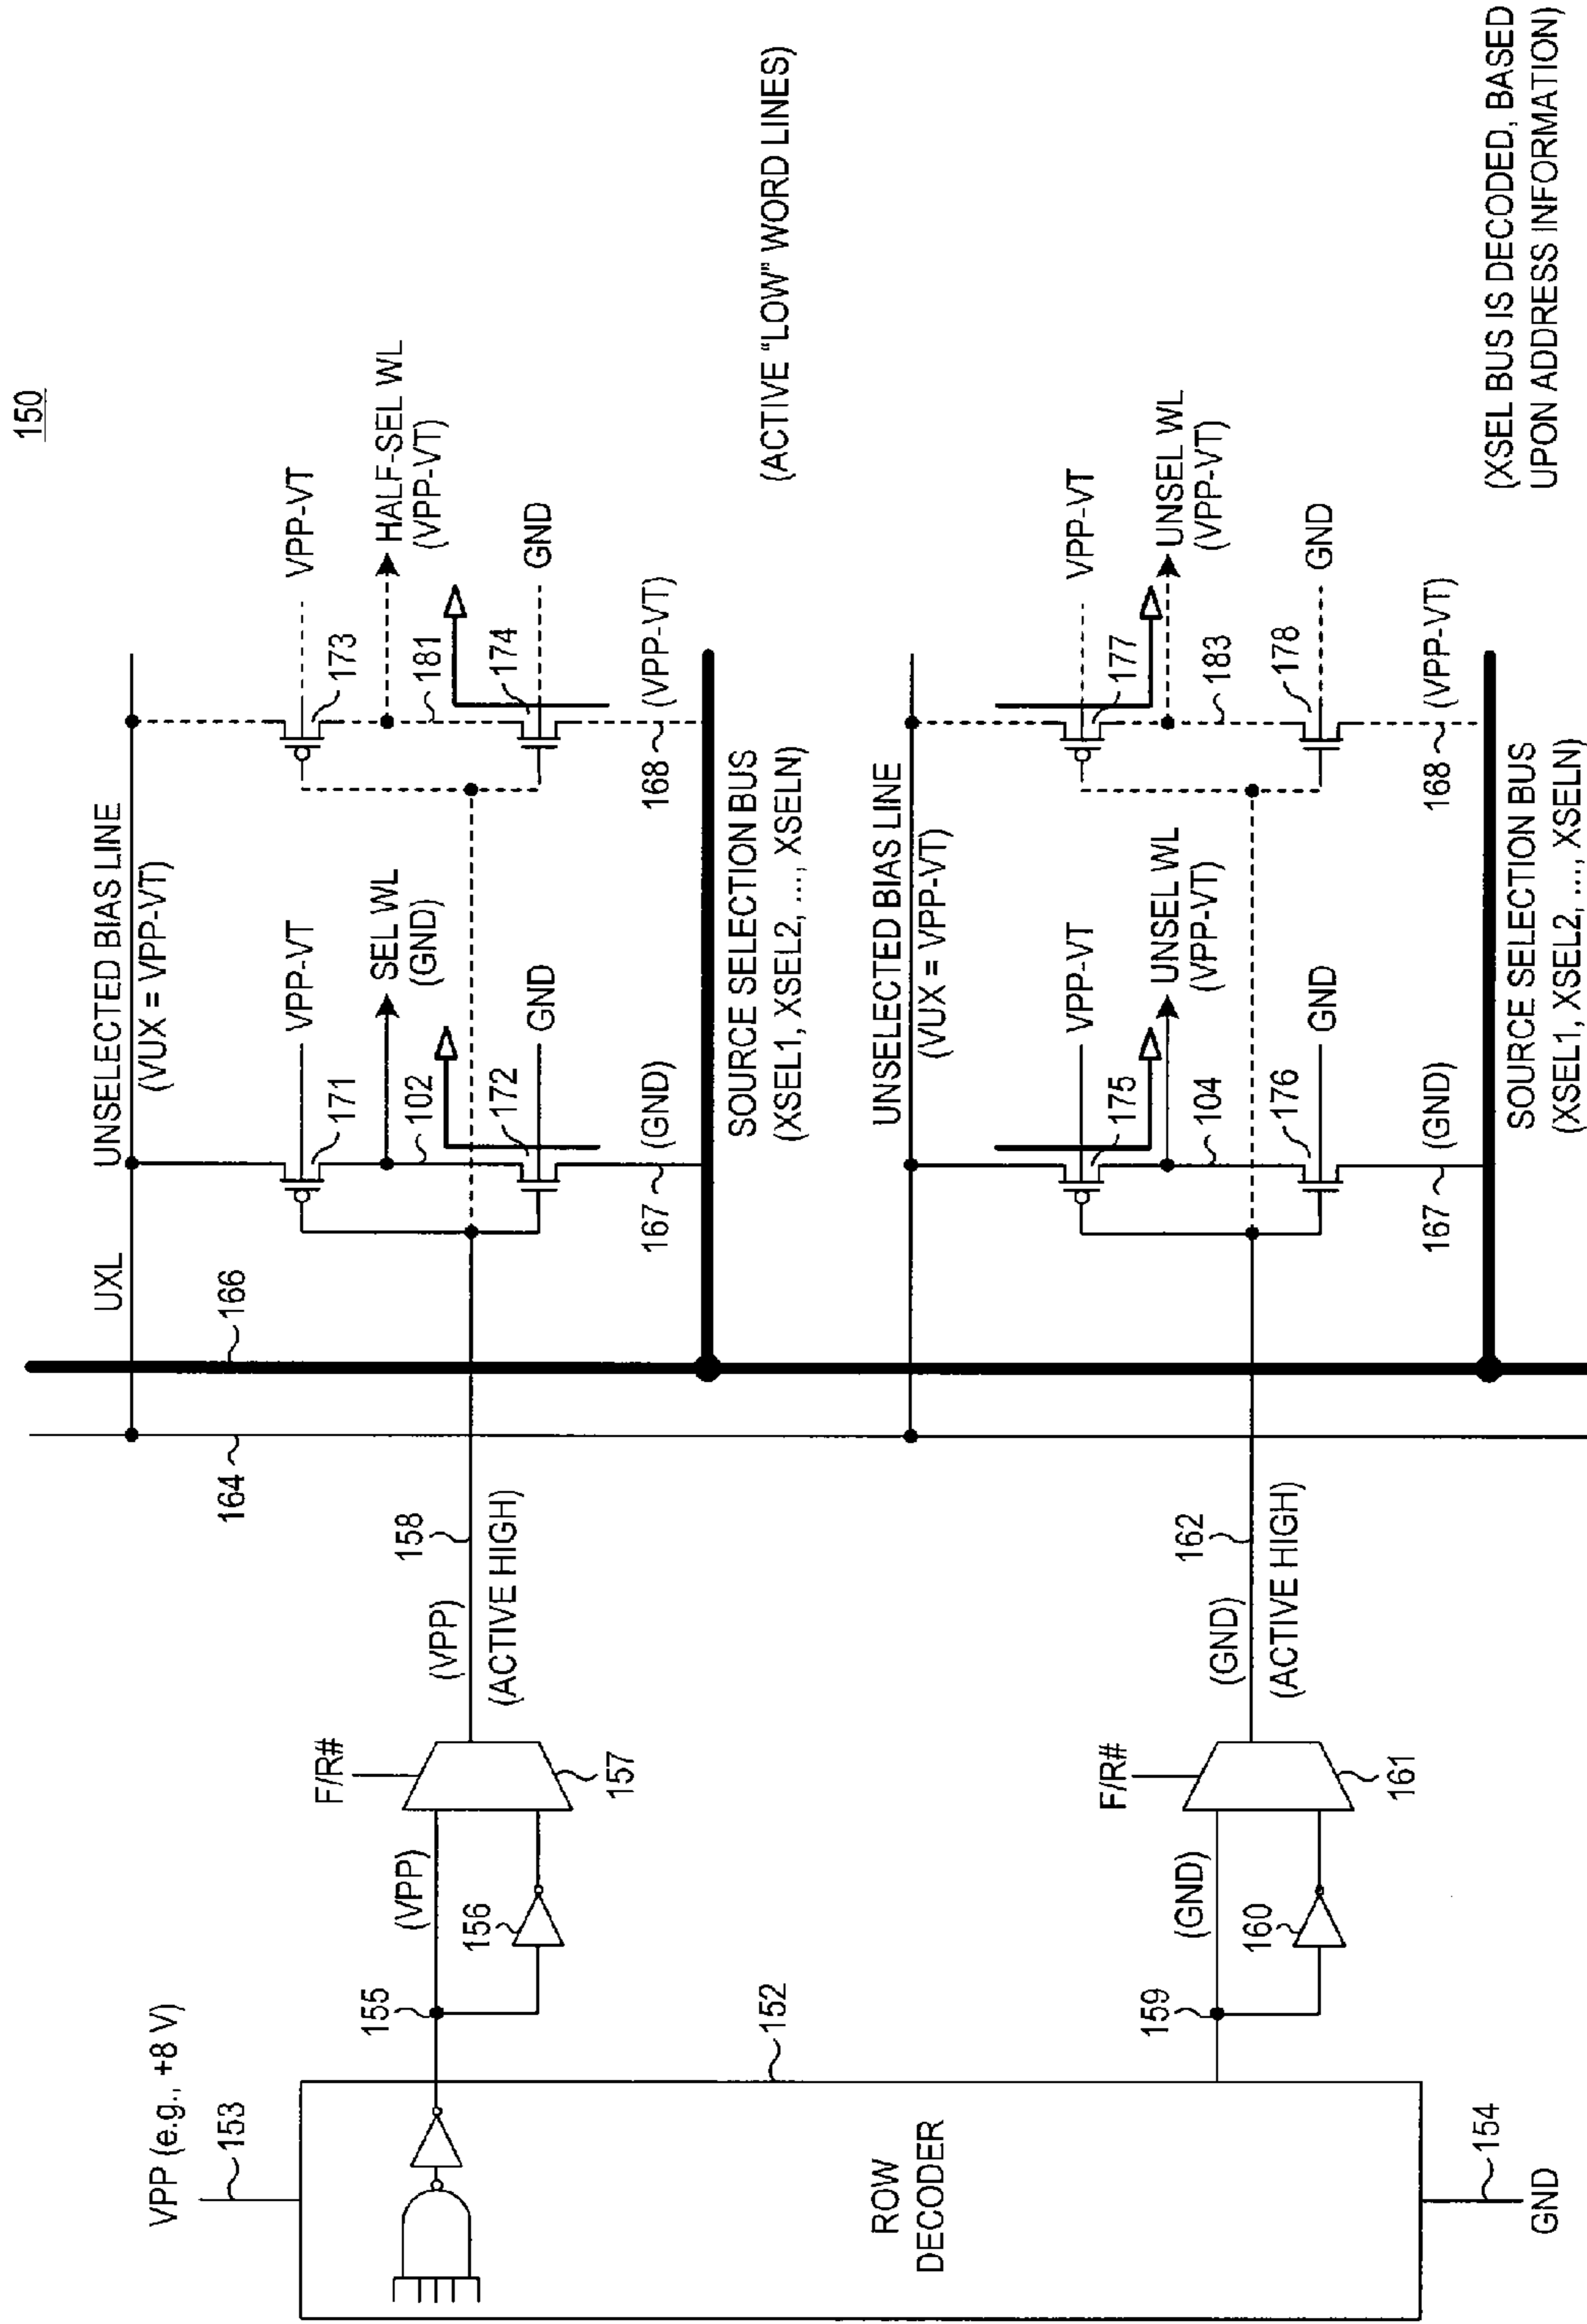 150
VPP (e.g., +8 V)
153
ROW
DECODER
152
154
GND
155
(VPP)
156
F/R#
157
(VPP)
158
(ACTIVE HIGH)
159
(GND)
160
F/R#
161
(GND)
162
(ACTIVE HIGH)
164
166
UXL
UNSELECTED BIAS LINE
(VUX = VPP-VT)
VPP-VT
171
SEL WL
(GND)
102
172
GND
167
(GND)
VPP-VT
173
HALF-SEL WL
(VPP-VT)
181
174
GND
168
(VPP-VT)
SOURCE SELECTION BUS
(XSEL1, XSEL2, ..., XSELN)
(ACTIVE "LOW" WORD LINES)
UNSELECTED BIAS LINE
(VUX = VPP-VT)
VPP-VT
175
UNSEL WL
(VPP-VT)
104
176
GND
167
(GND)
VPP-VT
177
UNSEL WL
(VPP-VT)
183
178
GND
168
(VPP-VT)
SOURCE SELECTION BUS
(XSEL1, XSEL2, ..., XSELN)
(XSEL BUS IS DECODED, BASED
UPON ADDRESS INFORMATION)